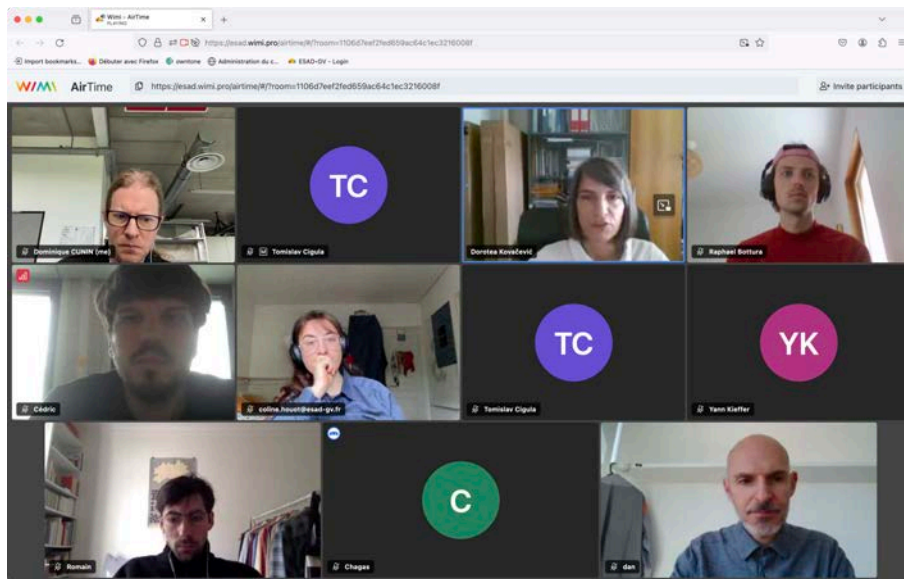 Wimi - AirTime
PLAYING
https://esad.wimi.pro/airtime/#/?room=1106d7eef2fed659ac64c1ec3216008f
Import bookmarks...
Débuter avec Firefox
owntone
Administration du c...
ESAD-GV - Login
WIMI
AirTime
https://esad.wimi.pro/airtime/#/?room=1106d7eef2fed659ac64c1ec3216008f
Invite participants
TC
Dominique CUNIN (me)
M
Tomislav Cigula
Dorotea Kovačević
Raphael Bottura
TC
YK
Cédric
coline.houot@esad-gv.fr
Tomislav Cigula
Yann Kieffer
C
Romain
Chagas
dan